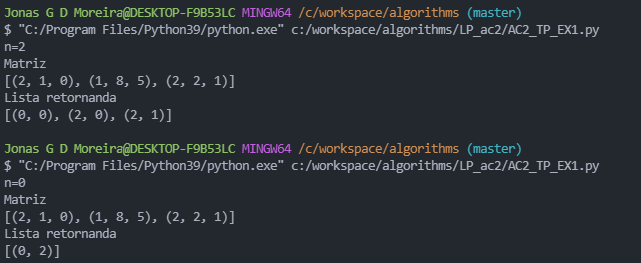 Jonas G D Moreira@DESKTOP-F9B53LC MINGW64 /c/workspace/algorithms (master)
$ "C:/Program Files/Python39/python.exe" c:/workspace/algorithms/LP_ac2/AC2_TP_EX1.py
n=2
Matriz
[(2, 1, 0), (1, 8, 5), (2, 2, 1)]
Lista retornanda
[(0, 0), (2, 0), (2, 1)]
Jonas G D Moreira@DESKTOP-F9B53LC MINGW64 /c/workspace/algorithms (master)
$ "C:/Program Files/Python39/python.exe" c:/workspace/algorithms/LP_ac2/AC2_TP_EX1.py
n=0
Matriz
[(2, 1, 0), (1, 8, 5), (2, 2, 1)]
Lista retornanda
[(0, 2)]